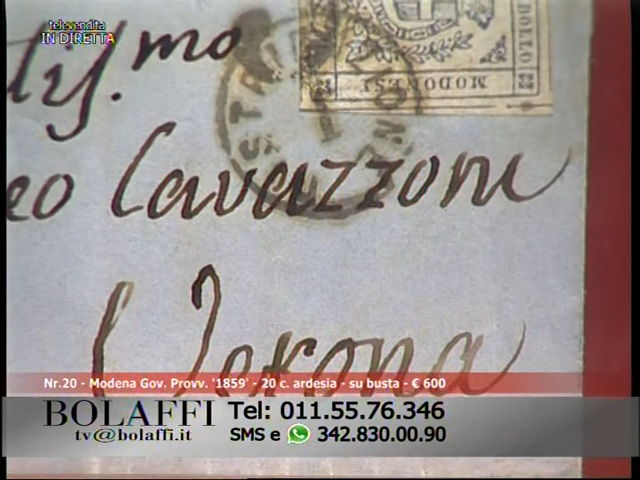 televendita
IN DIRETTA
BOLLO
MODONESI
tis.mo
eo Cavazzoni
Verona
Nr.20 - Modena Gov. Provv. '1859' - 20 c. ardesia - su busta - € 600
BOLAFFI
tv@bolaffi.it
Tel: 011.55.76.346
SMS e 342.830.00.90